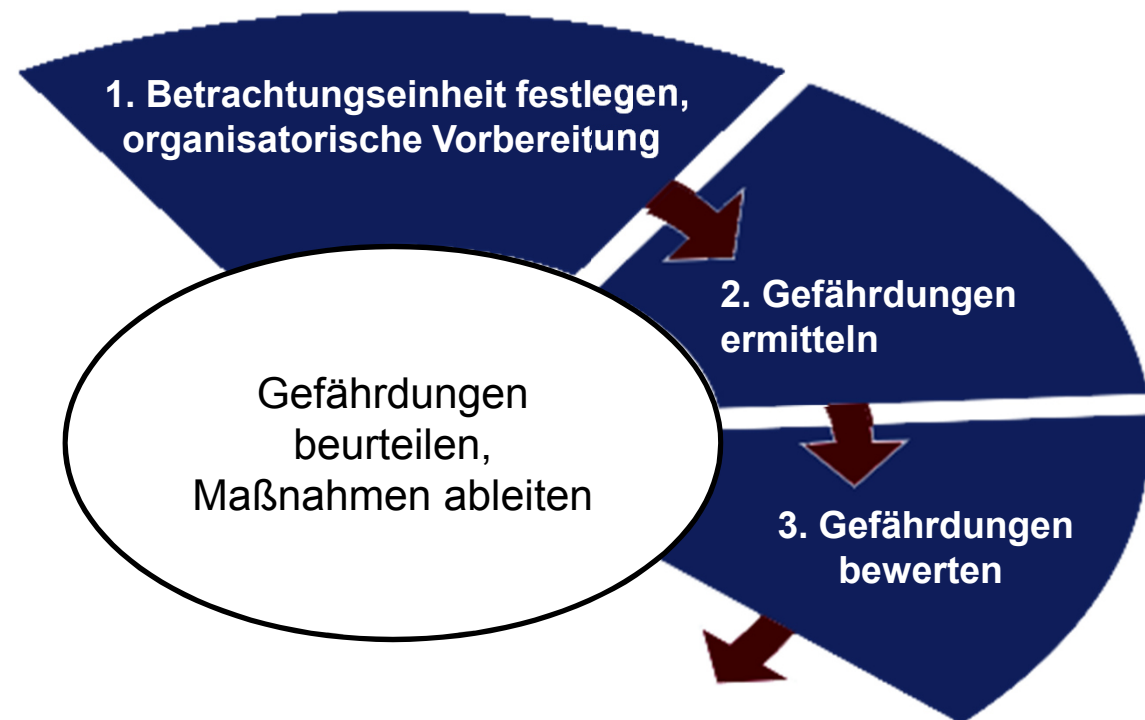 1. Betrachtungseinheit festlegen,
organisatorische Vorbereitung
2. Gefährdungen
ermitteln
Gefährdungen
beurteilen,
Maßnahmen ableiten
3. Gefährdungen
bewerten